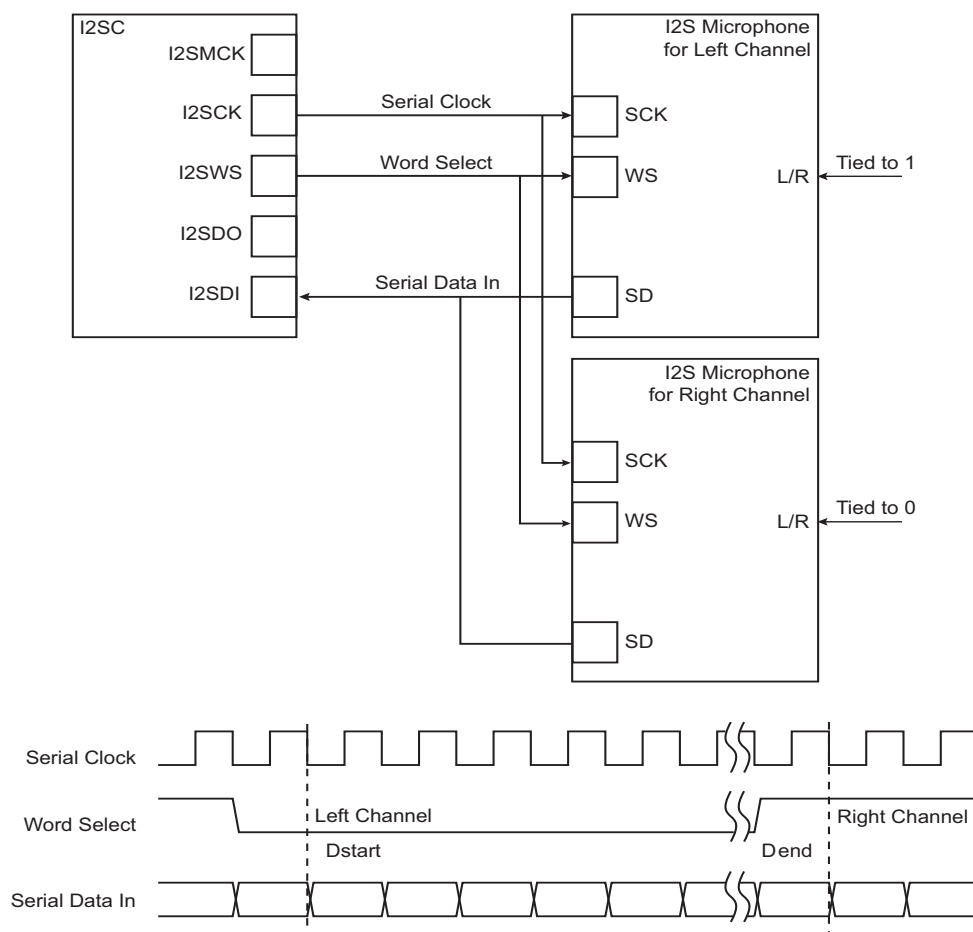 I2SC
I2SMCK
I2SCK
I2SWS
I2SDO
I2SDI
Serial Clock
Word Select
Serial Data In
I2S Microphone
for Left Channel
SCK
WS
L/R
Tied to 1
SD
I2S Microphone
for Right Channel
SCK
WS
L/R
Tied to 0
SD
Serial Clock
Word Select
Left Channel
Right Channel
Dstart
Dend
Serial Data In